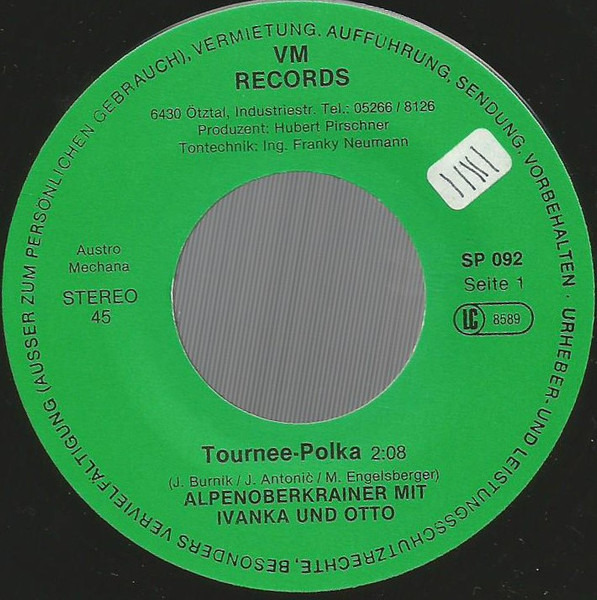 URHEBER- UND LEISTUNGSSCHUTZRECHTE, BESONDERS VERVIELFÄLTIGUNG (AUSSER ZUM PERSÖNLICHEN GEBRAUCH), VERMIETUNG. AUFFÜHRUNG, SENDUNG, VORBEHALTEN ·
VM
RECORDS
6430 Ötztal, Industriestr. Tel.: 05266 / 8126
Produzent: Hubert Pirschner
Tontechnik: Ing. Franky Neumann
Austro
Mechana
STEREO
45
SP 092
Seite 1
LC 8589
Tournee-Polka 2:08
(J. Burnik / J. Antonič / M. Engelsberger)
ALPENOBERKRAINER MIT
IVANKA UND OTTO